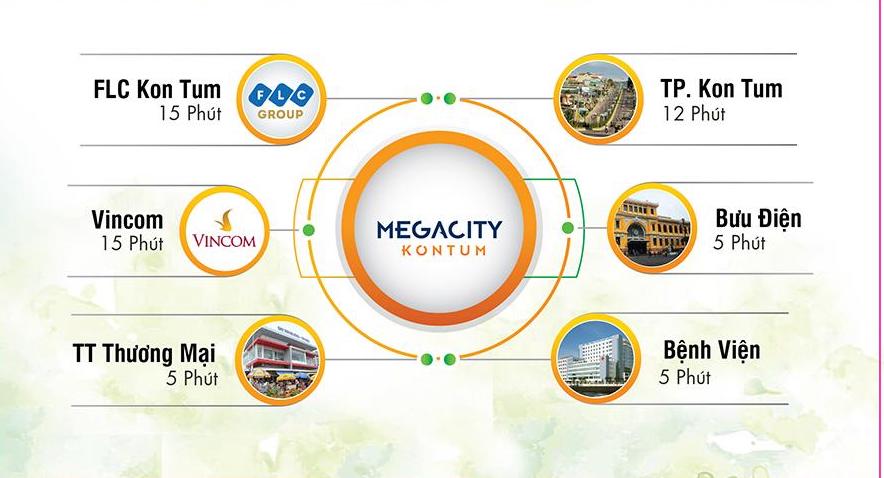 FLC Kon Tum
15 Phút
FLC
GROUP
TP. Kon Tum
12 Phút
Vincom
15 Phút
VINCOM
MEGACITY
KONTUM
Bưu Điện
5 Phút
TT Thương Mại
5 Phút
Bệnh Viện
5 Phút